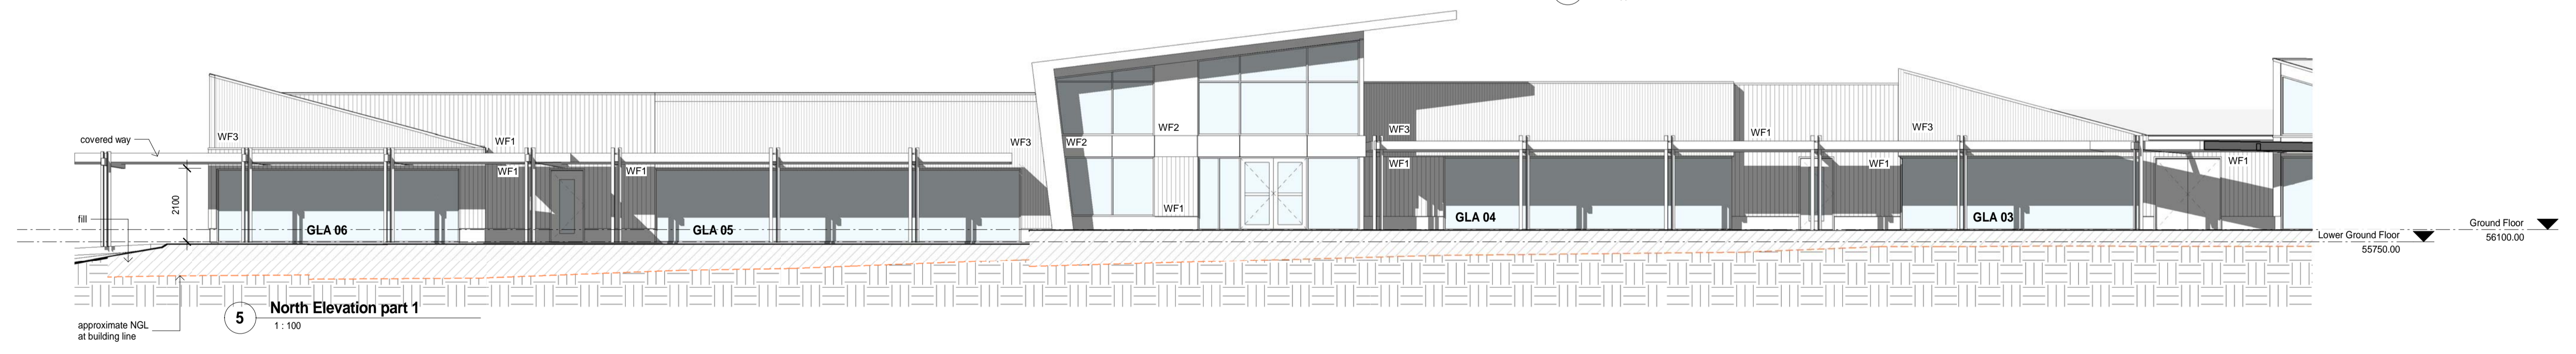 covered way
WF3
WF1
WF3
WF2
WF2
WF3
WF1
WF3
WF1
WF1
WF1
WF1
WF1
WF1
2100
fill
GLA 06
GLA 05
GLA 04
GLA 03
Ground Floor
56100.00
Lower Ground Floor
55750.00
5
North Elevation part 1
1 : 100
approximate NGL
at building line